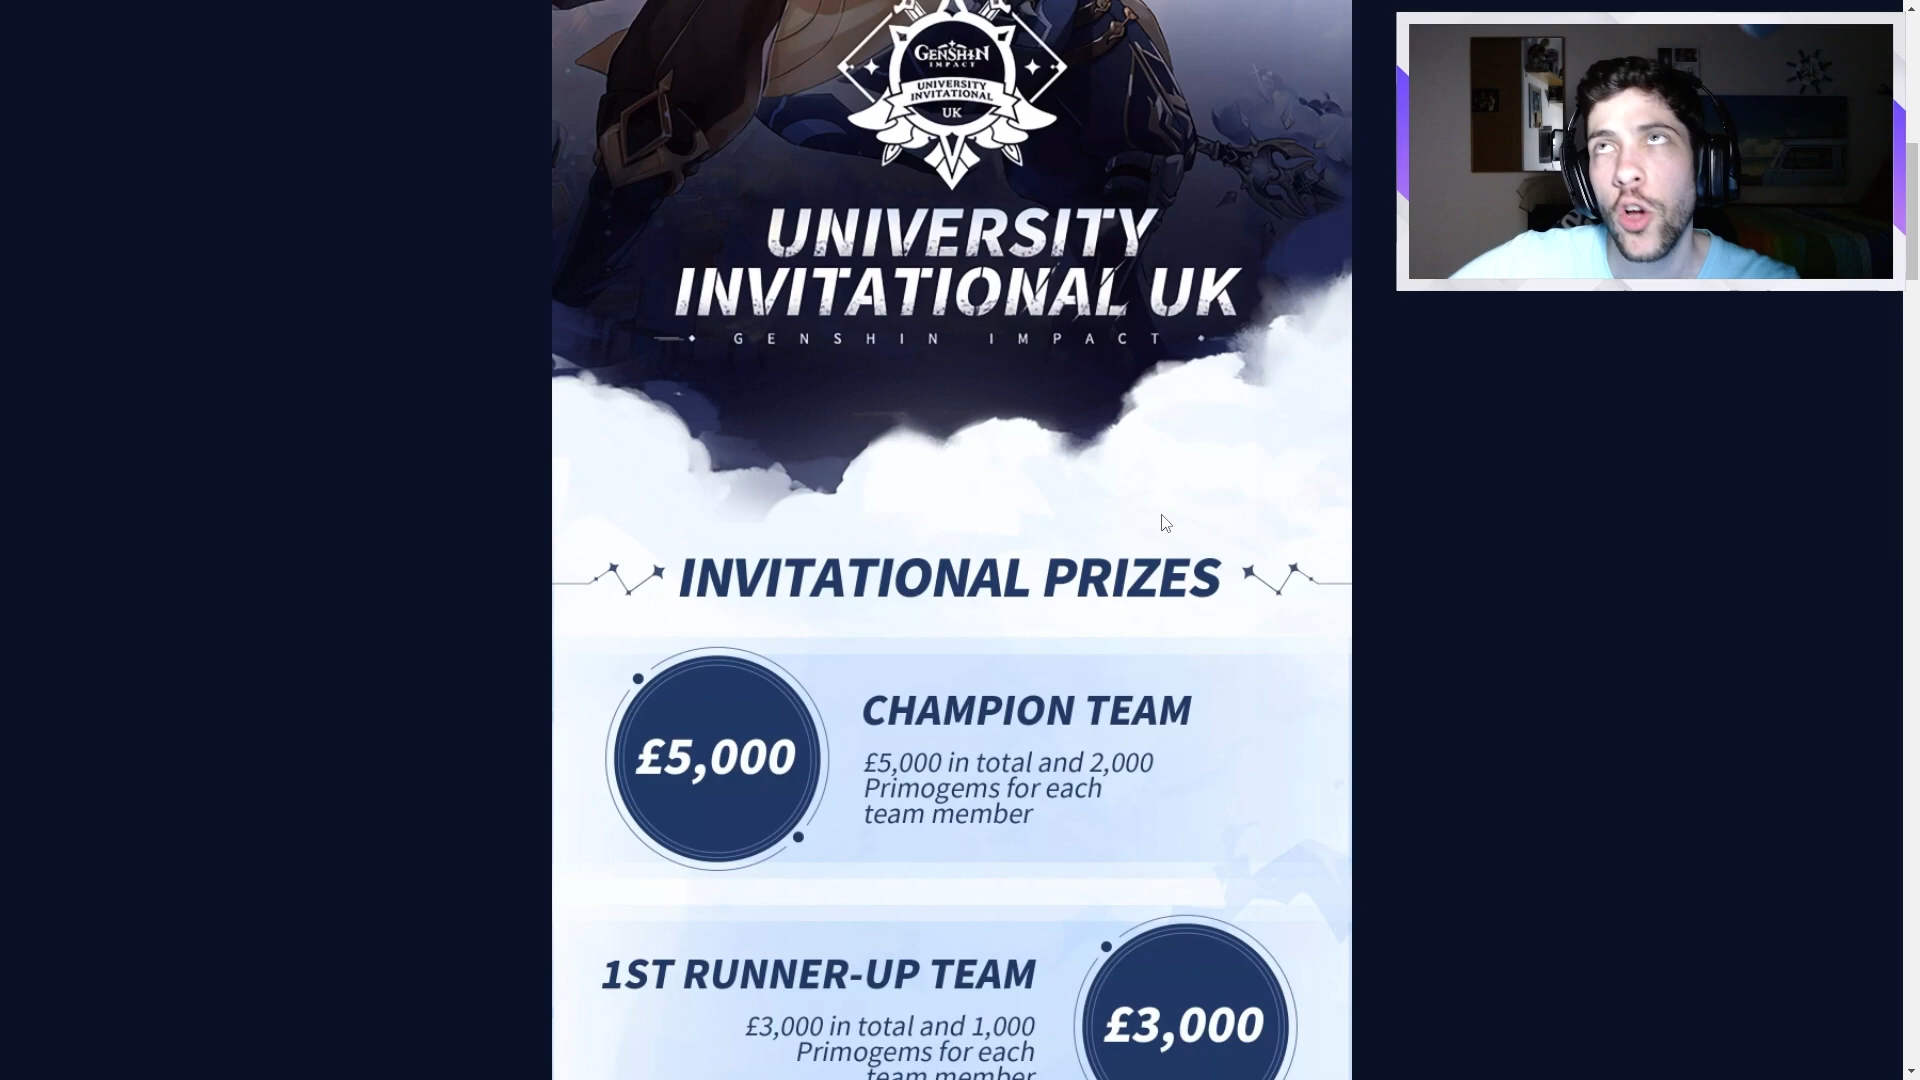 GENSHIN
IMPACT
UNIVERSITY
INVITATIONAL
UK
UNIVERSITY
INVITATIONAL UK
GENSHIN IMPACT
INVITATIONAL PRIZES
£5,000
CHAMPION TEAM
£5,000 in total and 2,000
Primogems for each
team member
1ST RUNNER-UP TEAM
£3,000 in total and 1,000
Primogems for each
team member
£3,000